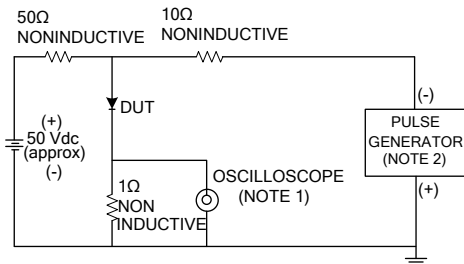 50Ω
NONINDUCTIVE
10Ω
NONINDUCTIVE
DUT
(+)
50 Vdc
(approx)
(-)
1Ω
NON
INDUCTIVE
OSCILLOSCOPE
(NOTE 1)
(-)
PULSE
GENERATOR
(NOTE 2)
(+)